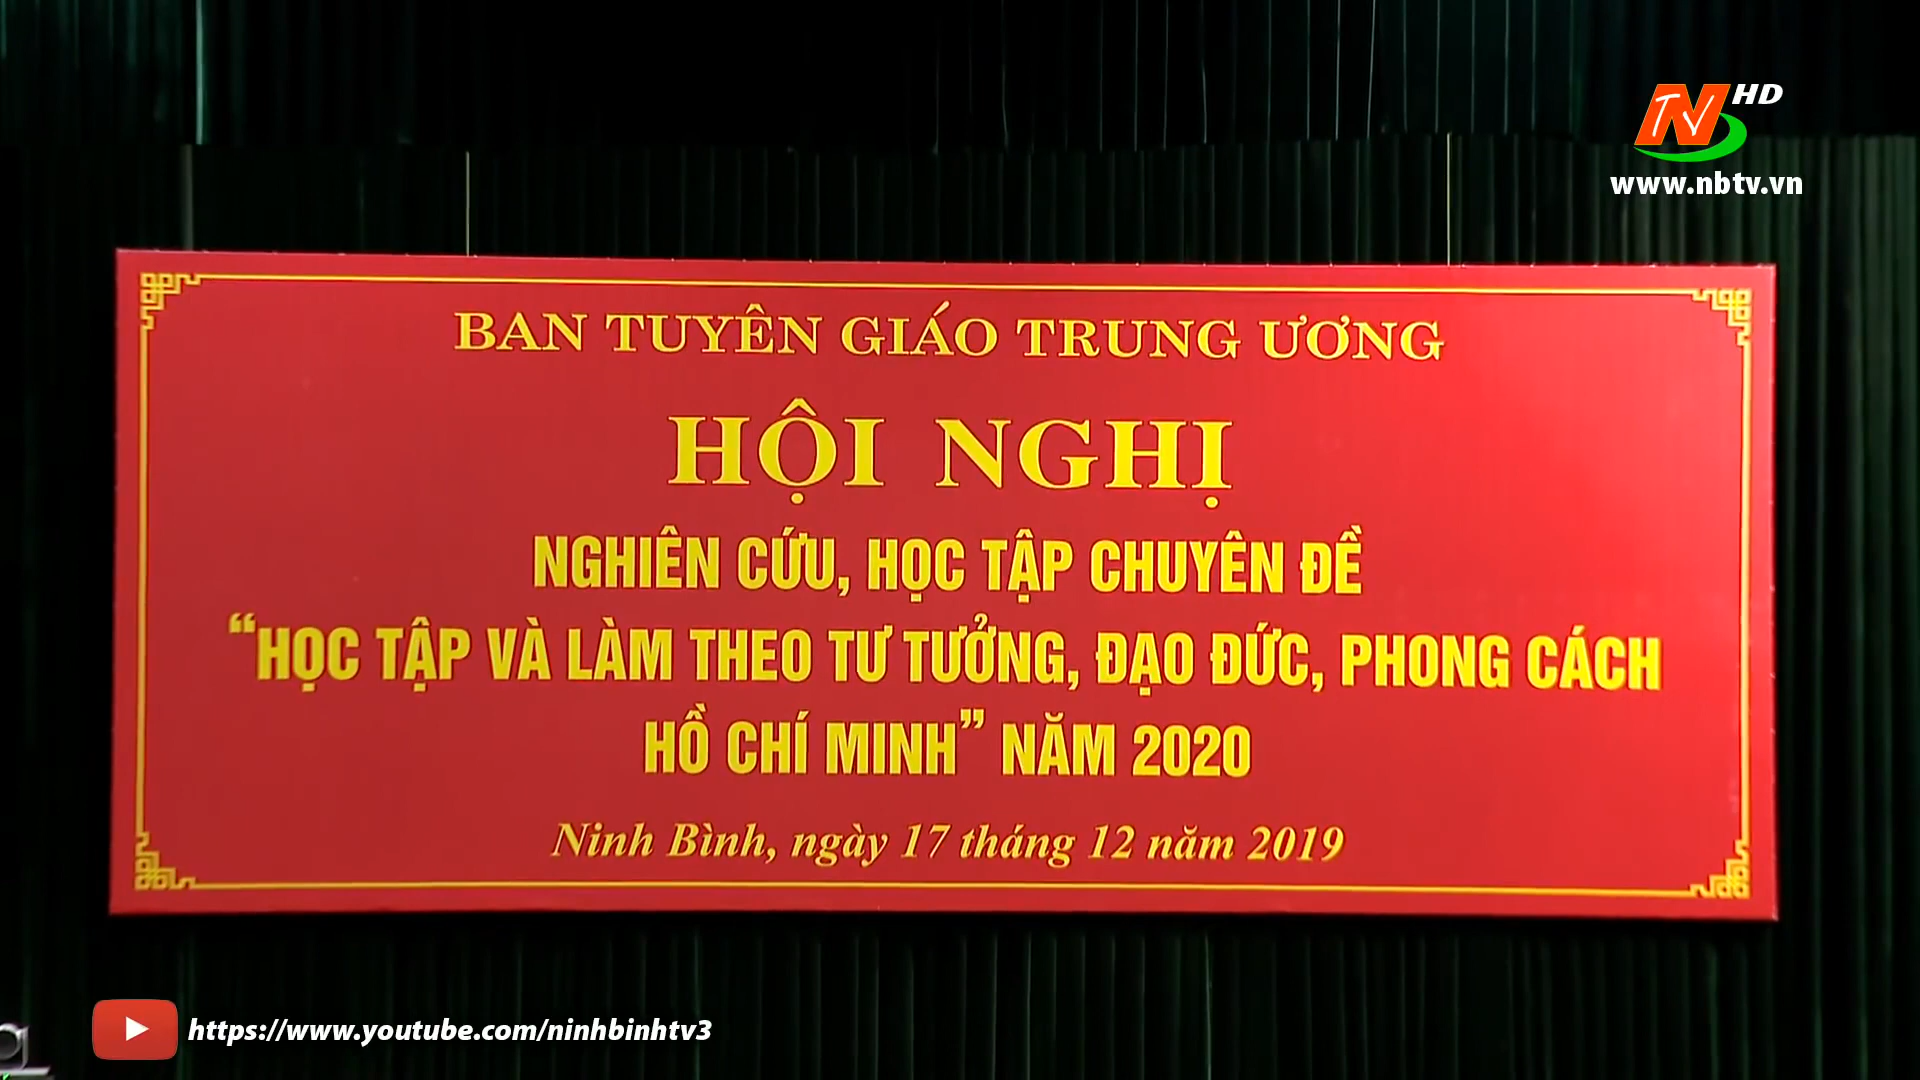 TV N HD
www.nbtv.vn
BAN TUYÊN GIÁO TRUNG ƯƠNG
HỘI NGHỊ
NGHIÊN CỨU, HỌC TẬP CHUYÊN ĐỀ
“HỌC TẬP VÀ LÀM THEO TƯ TƯỞNG, ĐẠO ĐỨC, PHONG CÁCH
HỒ CHÍ MINH” NĂM 2020
Ninh Bình, ngày 17 tháng 12 năm 2019
https://www.youtube.com/ninhbinhtv3